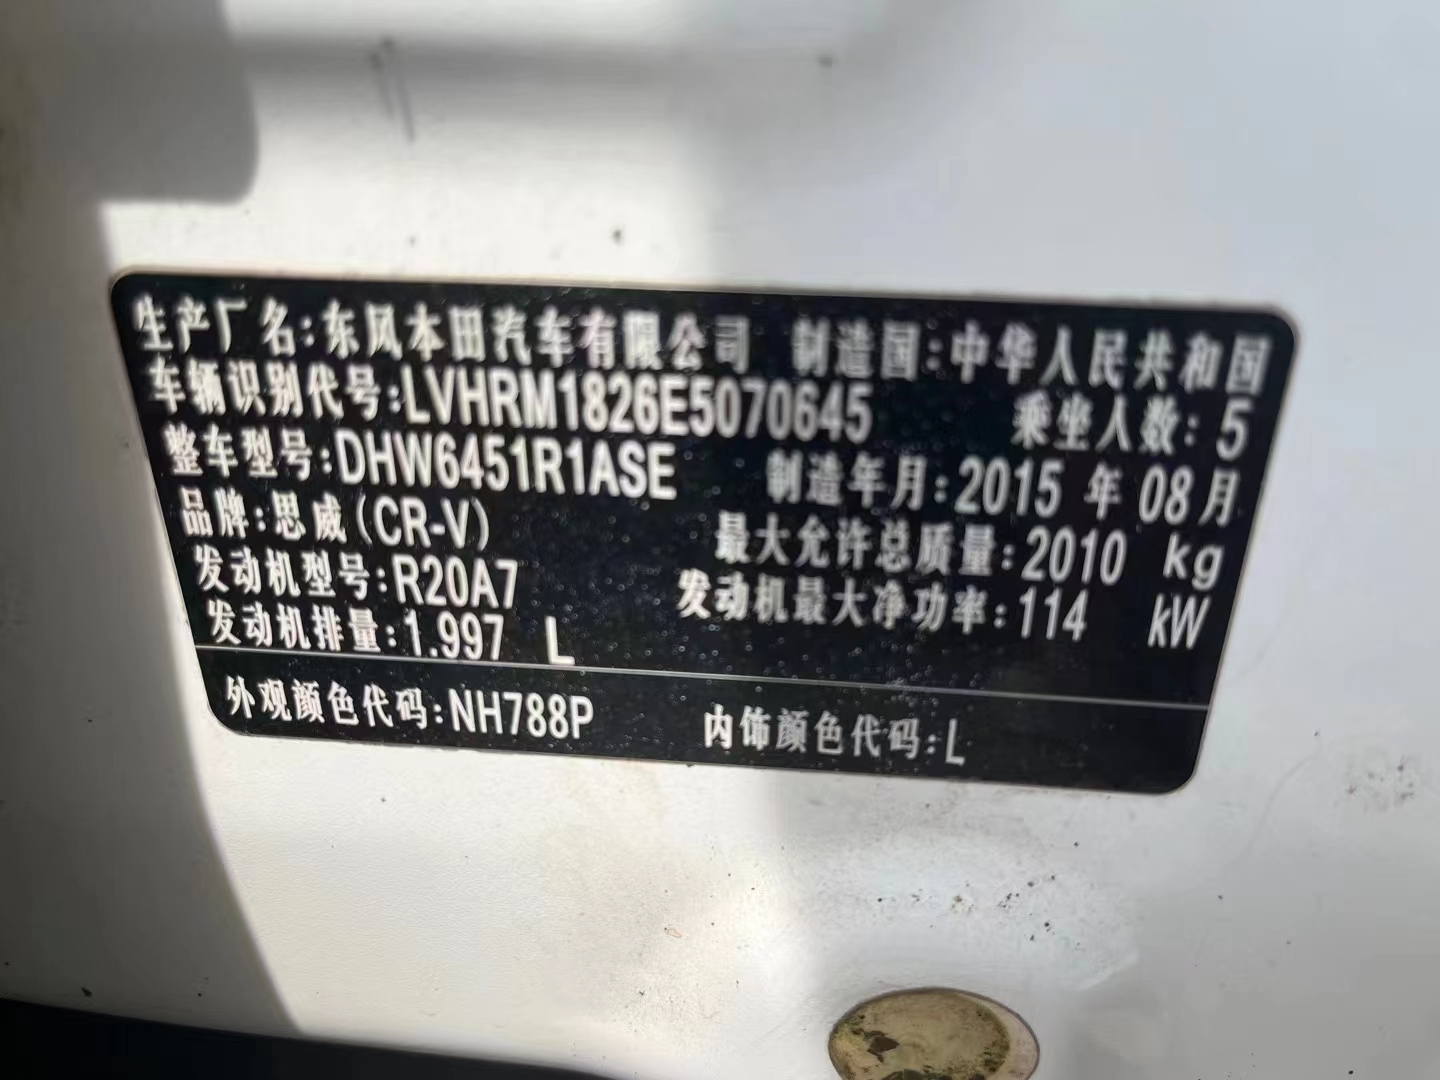 生产厂名:东风本田汽车有限公司 制造国:中华人民共和国
车辆识别代号:LVHRM1826E5070645 乘坐人数:5
整车型号:DHW6451R1ASE 制造年月:2015 年 08月
品牌:思威(CR-V) 最大允许总质量:2010 kg
发动机型号:R20A7 发动机最大净功率:114 kW
发动机排量:1.997 L
外观颜色代码:NH788P 内饰颜色代码:L